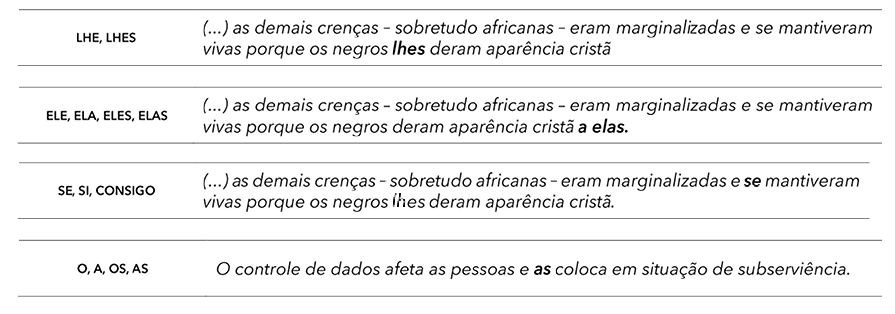 LHE, LHES
(...) as demais crenças – sobretudo africanas – eram marginalizadas e se mantiveram
vivas porque os negros lhes deram aparência cristã
ELE, ELA, ELES, ELAS
(...) as demais crenças – sobretudo africanas – eram marginalizadas e se mantiveram
vivas porque os negros deram aparência cristã a elas.
SE, SI, CONSIGO
(...) as demais crenças – sobretudo africanas – eram marginalizadas e se mantiveram
vivas porque os negros lhes deram aparência cristã.
O, A, OS, AS
O controle de dados afeta as pessoas e as coloca em situação de subserviência.